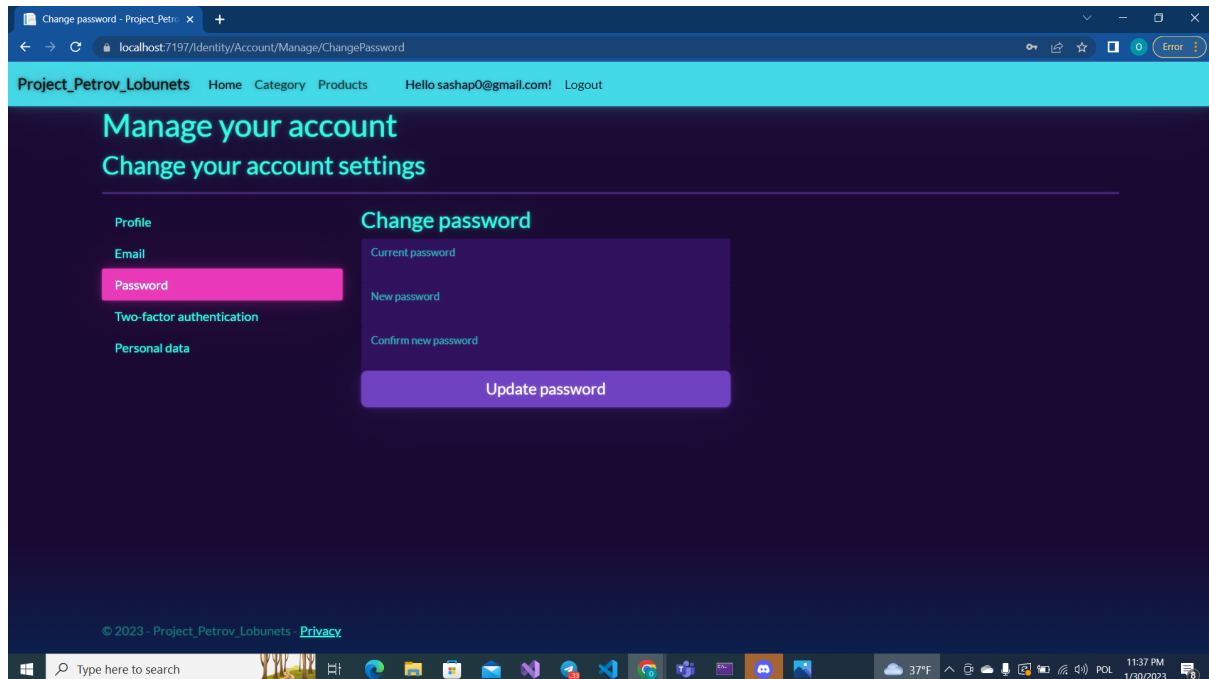 Change password - Project_Petro
localhost:7197/Identity/Account/Manage/ChangePassword
O Error
Project_Petrov_Lobunets Home Category Products Hello sashap0@gmail.com! Logout
Manage your account
Change your account settings
Profile
Email
Password
Two-factor authentication
Personal data
Change password
Current password
New password
Confirm new password
Update password
© 2023 - Project_Petrov_Lobunets - Privacy
Type here to search
33
37°F
POL
11:37 PM
1/30/2023
8